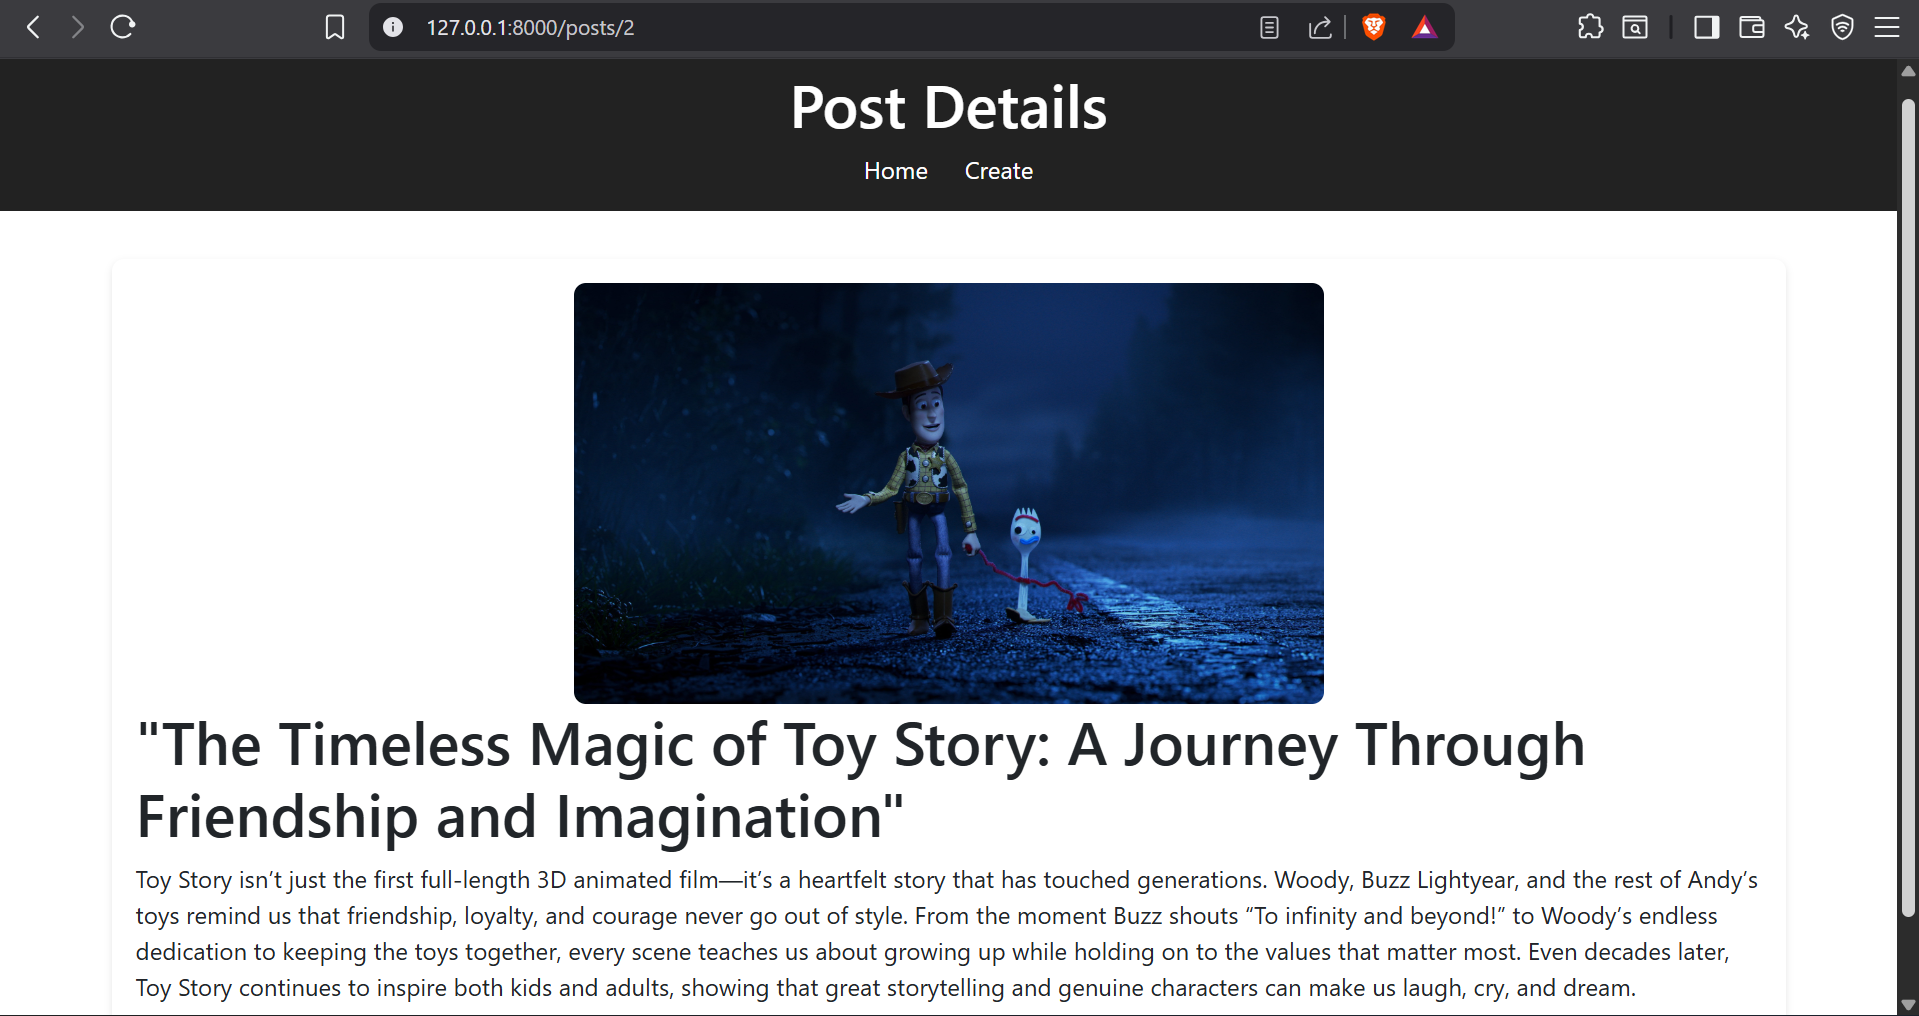 127.0.0.1:8000/posts/2
Post Details
Home Create
"The Timeless Magic of Toy Story: A Journey Through
Friendship and Imagination"
Toy Story isn’t just the first full-length 3D animated film—it’s a heartfelt story that has touched generations. Woody, Buzz Lightyear, and the rest of Andy’s
toys remind us that friendship, loyalty, and courage never go out of style. From the moment Buzz shouts “To infinity and beyond!” to Woody’s endless
dedication to keeping the toys together, every scene teaches us about growing up while holding on to the values that matter most. Even decades later,
Toy Story continues to inspire both kids and adults, showing that great storytelling and genuine characters can make us laugh, cry, and dream.